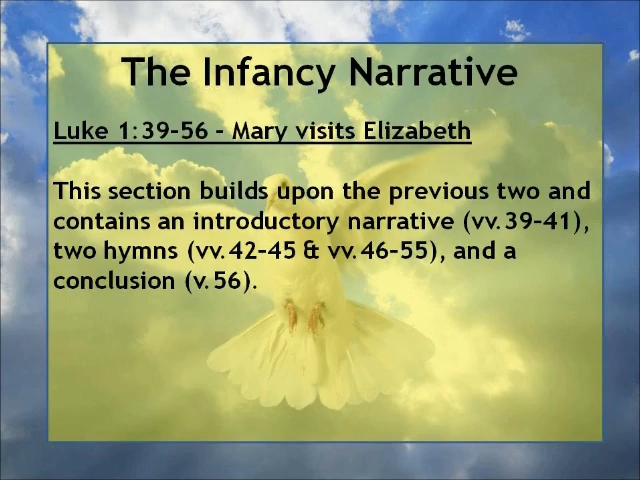 The Infancy Narrative
Luke 1:39-56 - Mary visits Elizabeth
This section builds upon the previous two and
contains an introductory narrative (vv.39-41),
two hymns (vv.42-45 & vv.46-55), and a
conclusion (v.56).